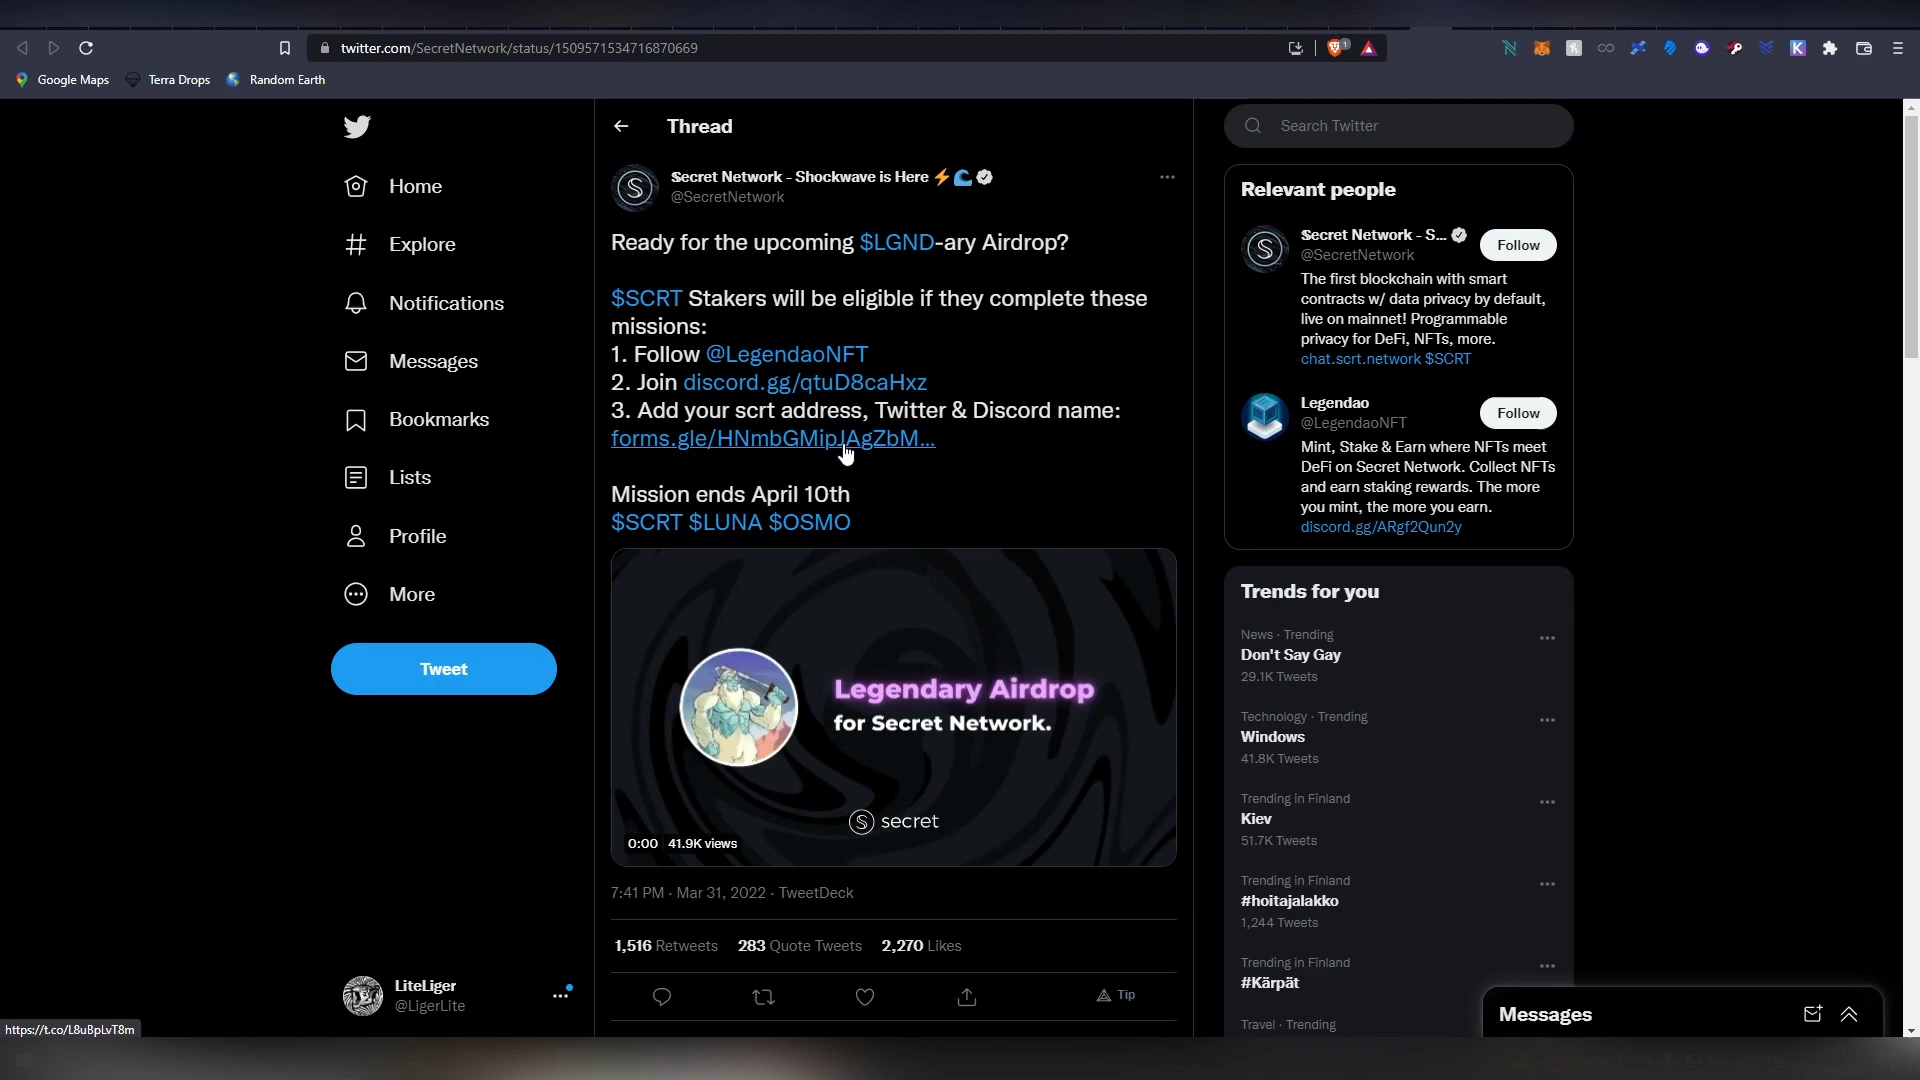 twitter.com/SecretNetwork/status/1509571534716870669
Google Maps
Terra Drops
Random Earth
Home
Explore
Notifications
Messages
Bookmarks
Lists
Profile
More
Tweet
LiteLiger
@LigerLite
https://t.co/L8uBpLvT8m
Thread
Secret Network - Shockwave is Here
@SecretNetwork
Ready for the upcoming $LGND-ary Airdrop?
$SCRT Stakers will be eligible if they complete these
missions:
1. Follow @LegendaoNFT
2. Join discord.gg/qtuD8caHxz
3. Add your scrt address, Twitter & Discord name:
forms.gle/HNmbGMipJAgZbM...
Mission ends April 10th
$SCRT $LUNA $OSMO
Legendary Airdrop
for Secret Network.
secret
0:00 41.9K views
7:41 PM · Mar 31, 2022 · TweetDeck
1,516 Retweets 283 Quote Tweets 2,270 Likes
Tip
Search Twitter
Relevant people
Secret Network - S...
@SecretNetwork
Follow
The first blockchain with smart
contracts w/ data privacy by default,
live on mainnet! Programmable
privacy for DeFi, NFTs, more.
chat.scrt.network $SCRT
Legendao
@LegendaoNFT
Follow
Mint, Stake & Earn where NFTs meet
DeFi on Secret Network. Collect NFTs
and earn staking rewards. The more
you mint, the more you earn.
discord.gg/ARgf2Qun2y
Trends for you
News · Trending
Don't Say Gay
29.1K Tweets
Technology · Trending
Windows
41.8K Tweets
Trending in Finland
Kiev
51.7K Tweets
Trending in Finland
#hoitajalakko
1,244 Tweets
Trending in Finland
#Kärpät
Travel · Trending
Messages